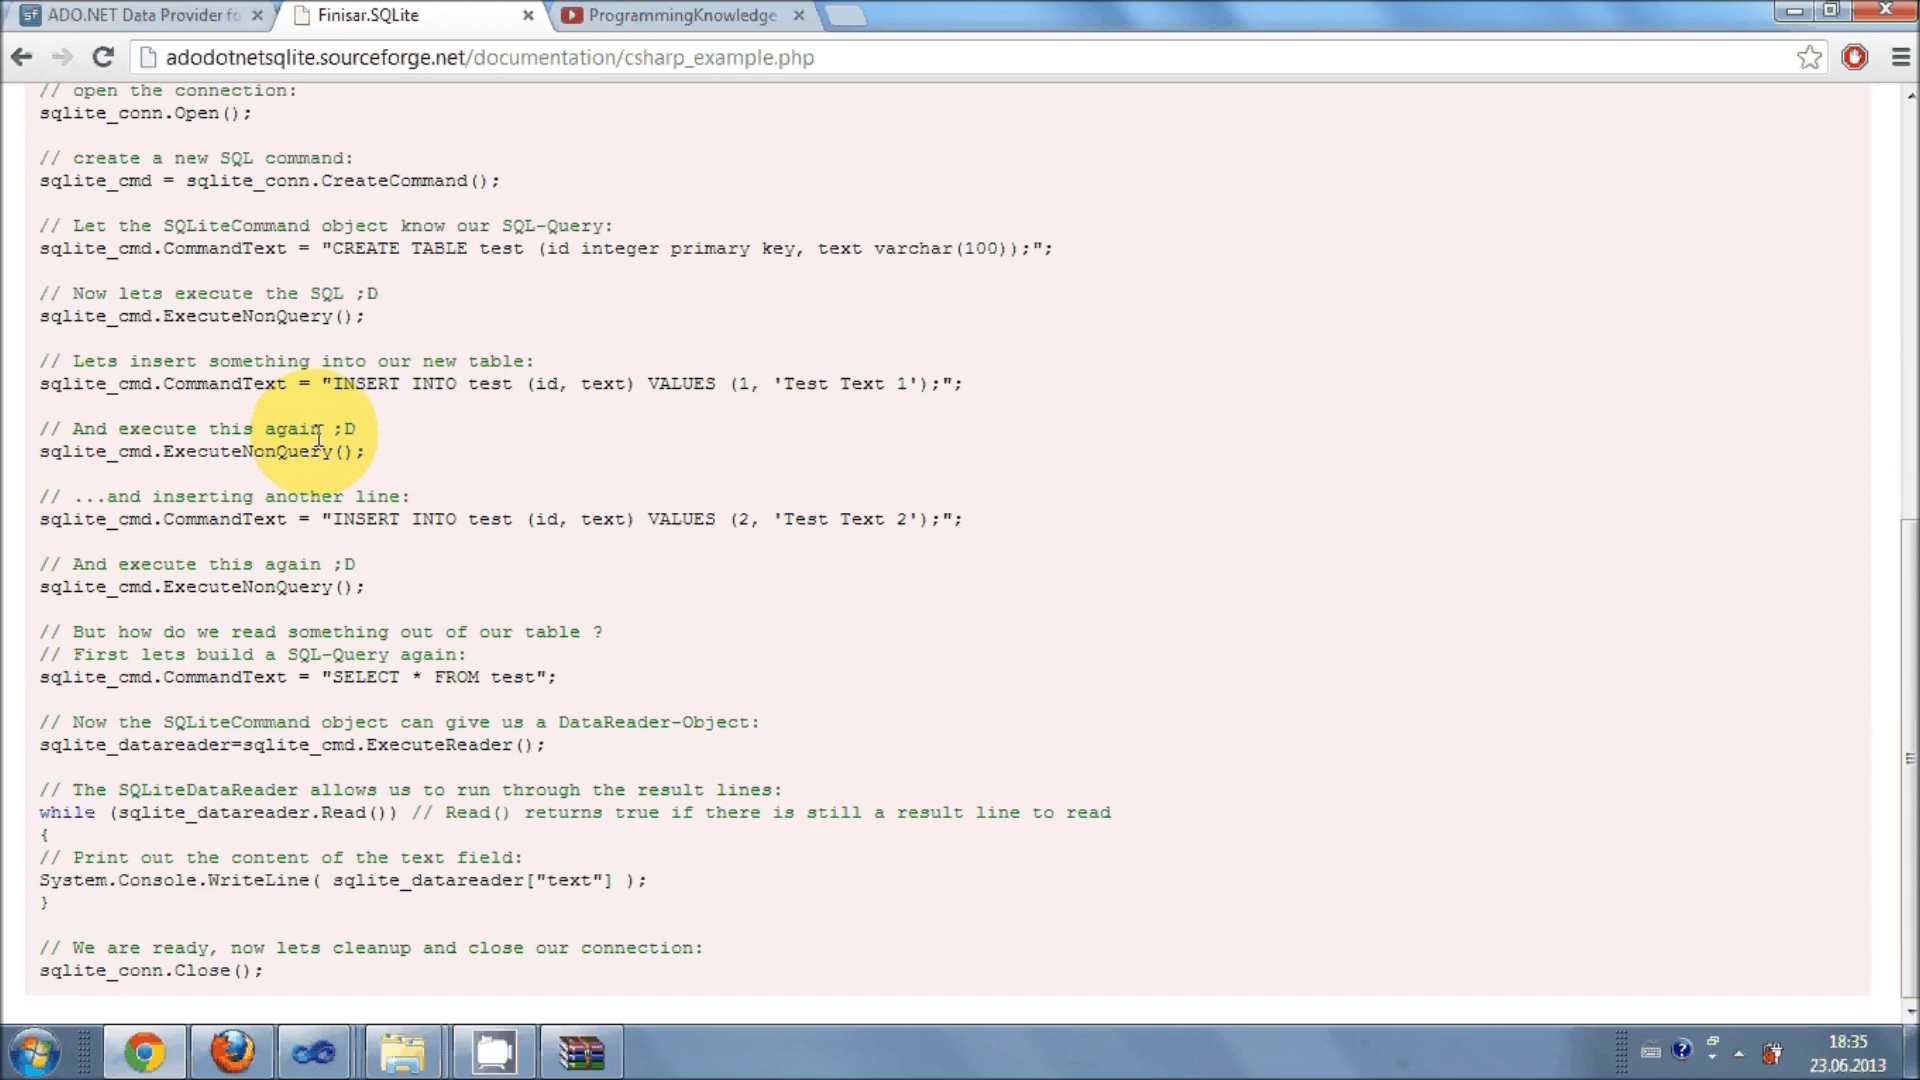 ADO.NET Data Provider fo
Finisar.SQLite
ProgrammingKnowledge
adodotnetsqlite.sourceforge.net/documentation/csharp_example.php
// open the connection:
sqlite_conn.Open();
// create a new SQL command:
sqlite_cmd = sqlite_conn.CreateCommand();
// Let the SQLiteCommand object know our SQL-Query:
sqlite_cmd.CommandText = "CREATE TABLE test (id integer primary key, text varchar(100));";
// Now lets execute the SQL ;D
sqlite_cmd.ExecuteNonQuery();
// Lets insert something into our new table:
sqlite_cmd.CommandText = "INSERT INTO test (id, text) VALUES (1, 'Test Text 1');";
// And execute this again ;D
sqlite_cmd.ExecuteNonQuery();
// ...and inserting another line:
sqlite_cmd.CommandText = "INSERT INTO test (id, text) VALUES (2, 'Test Text 2');";
// And execute this again ;D
sqlite_cmd.ExecuteNonQuery();
// But how do we read something out of our table ?
// First lets build a SQL-Query again:
sqlite_cmd.CommandText = "SELECT * FROM test";
// Now the SQLiteCommand object can give us a DataReader-Object:
sqlite_datareader=sqlite_cmd.ExecuteReader();
// The SQLiteDataReader allows us to run through the result lines:
while (sqlite_datareader.Read()) // Read() returns true if there is still a result line to read
{
// Print out the content of the text field:
System.Console.WriteLine( sqlite_datareader["text"] );
}
// We are ready, now lets cleanup and close our connection:
sqlite_conn.Close();
18:35
23.06.2013